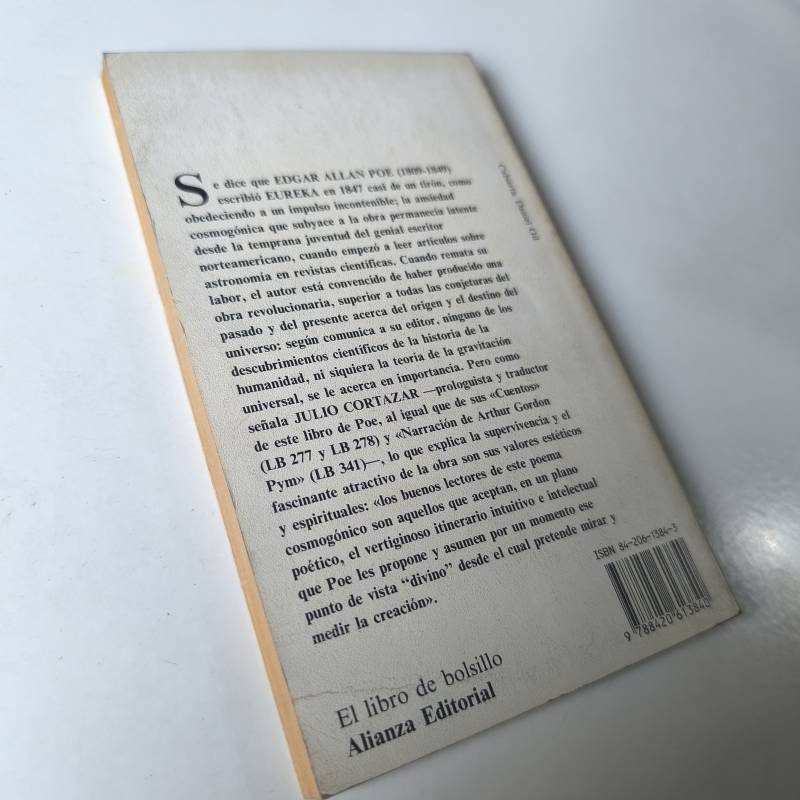 Se dice que EDGAR ALLAN POE (1809-1849)
escribió EUREKA en 1847 casi de un tirón, como
obedeciendo a un impulso incontenible; la ansiedad
cosmogónica que subyace a la obra permanecía latente
desde la temprana juventud del genial escritor
norteamericano, cuando empezó a leer artículos sobre
astronomía en revistas científicas. Cuando remata su
labor, el autor está convencido de haber producido una
obra revolucionaria, superior a todas las conjeturas del
pasado y del presente acerca del origen y el destino del
universo: según comunica a su editor, ninguno de los
descubrimientos científicos de la historia de la
humanidad, ni siquiera la teoría de la gravitación
universal, se le acerca en importancia. Pero como
señala JULIO CORTAZAR —prologuista y traductor
de este libro de Poe, al igual que de sus «Cuentos»
(LB 277 y LB 278) y «Narración de Arthur Gordon
Pym» (LB 341)—, lo que explica la supervivencia y el
fascinante atractivo de la obra son sus valores estéticos
y espirituales: «los buenos lectores de este poema
cosmogónico son aquellos que aceptan, en un plano
poético, el vertiginoso itinerario intuitivo e intelectual
que Poe les propone y asumen por un momento ese
punto de vista “divino” desde el cual pretende mirar y
medir la creación».
Cubierta Daniel Gil
ISBN 84-206-1384-3
9 788420 613840
El libro de bolsillo
Alianza Editorial